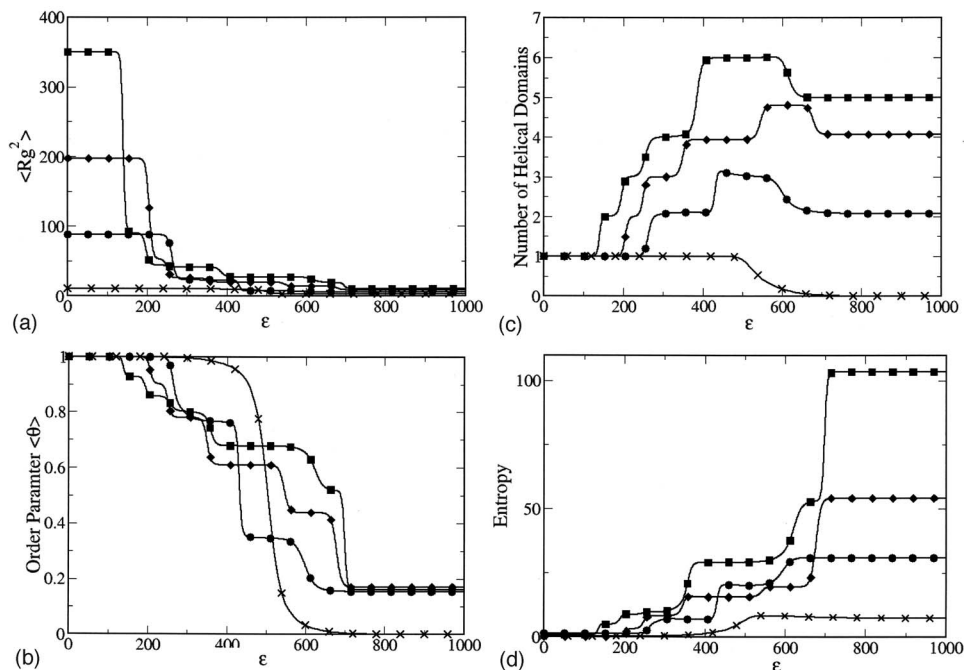 400
300
200
100
0
0 200 400 600 800 1000
<Rg²>
ε
(a)
7
6
5
4
3
2
1
0
0 200 400 600 800 1000
Number of Helical Domains
ε
(c)
1
0.8
0.6
0.4
0.2
0
0 200 400 600 800 1000
Order Paramter <θ>
ε
(b)
100
50
0
0 200 400 600 800 1000
Entropy
ε
(d)